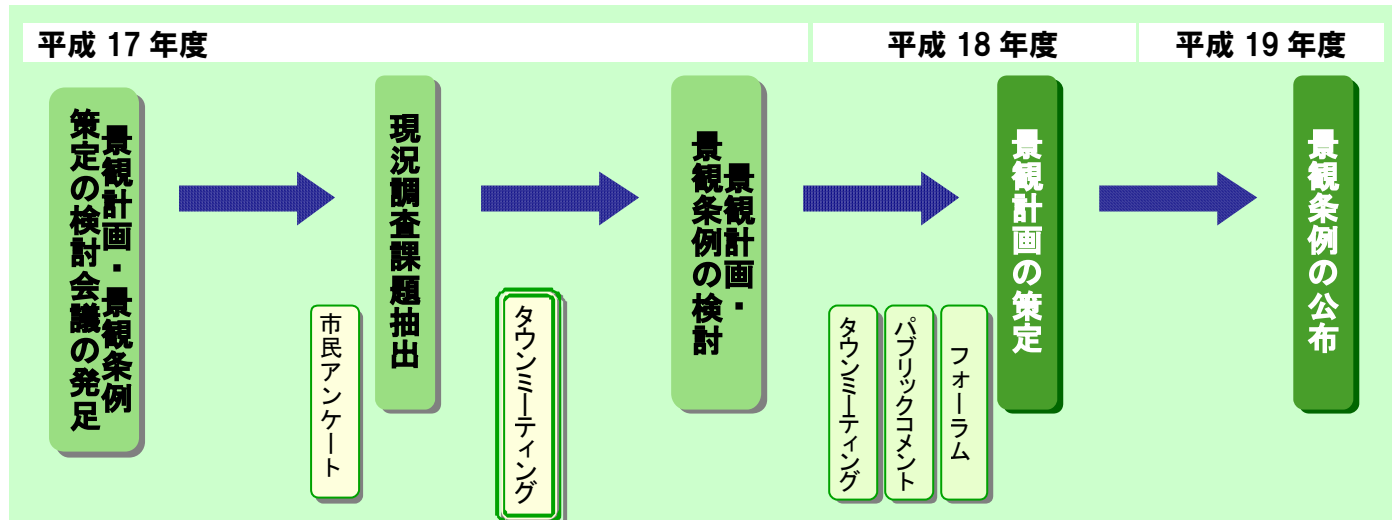 平成 17 年度
平成 18 年度
平成 19 年度
景観計画・景観条例
策定の検討会議の発足
市民アンケート
現況調査課題抽出
タウンミーティング
景観計画・
景観条例の検討
タウンミーティング
パブリックコメント
フォーラム
景観計画の策定
景観条例の公布